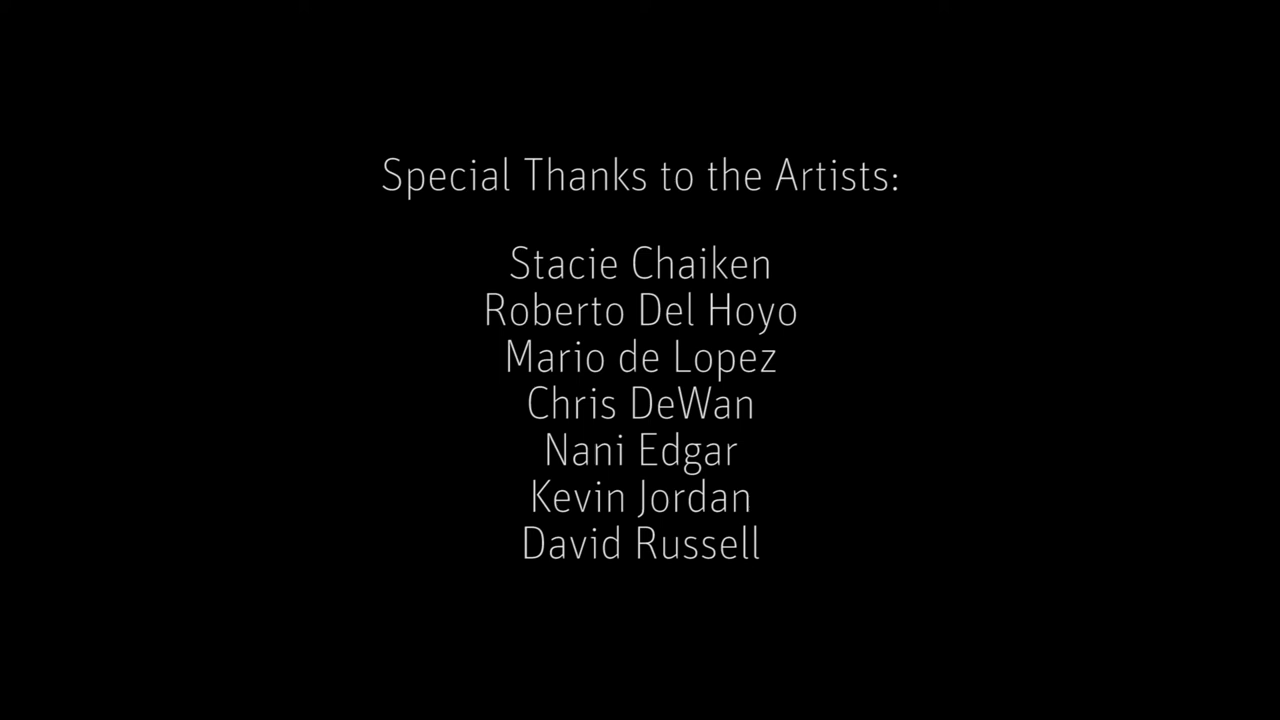 Special Thanks to the Artists:
Stacie Chaiken
Roberto Del Hoyo
Mario de Lopez
Chris DeWan
Nani Edgar
Kevin Jordan
David Russell